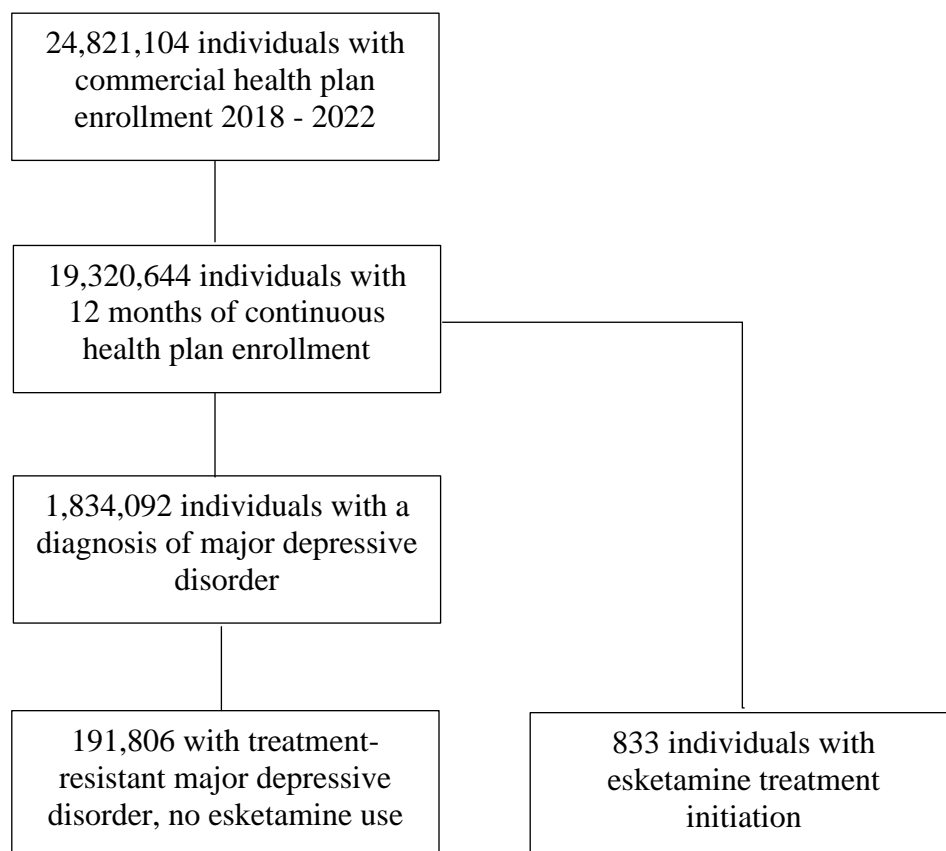 24,821,104 individuals with
commercial health plan
enrollment 2018 - 2022
19,320,644 individuals with
12 months of continuous
health plan enrollment
1,834,092 individuals with a
diagnosis of major depressive
disorder
191,806 with treatment-
resistant major depressive
disorder, no esketamine use
833 individuals with
esketamine treatment
initiation